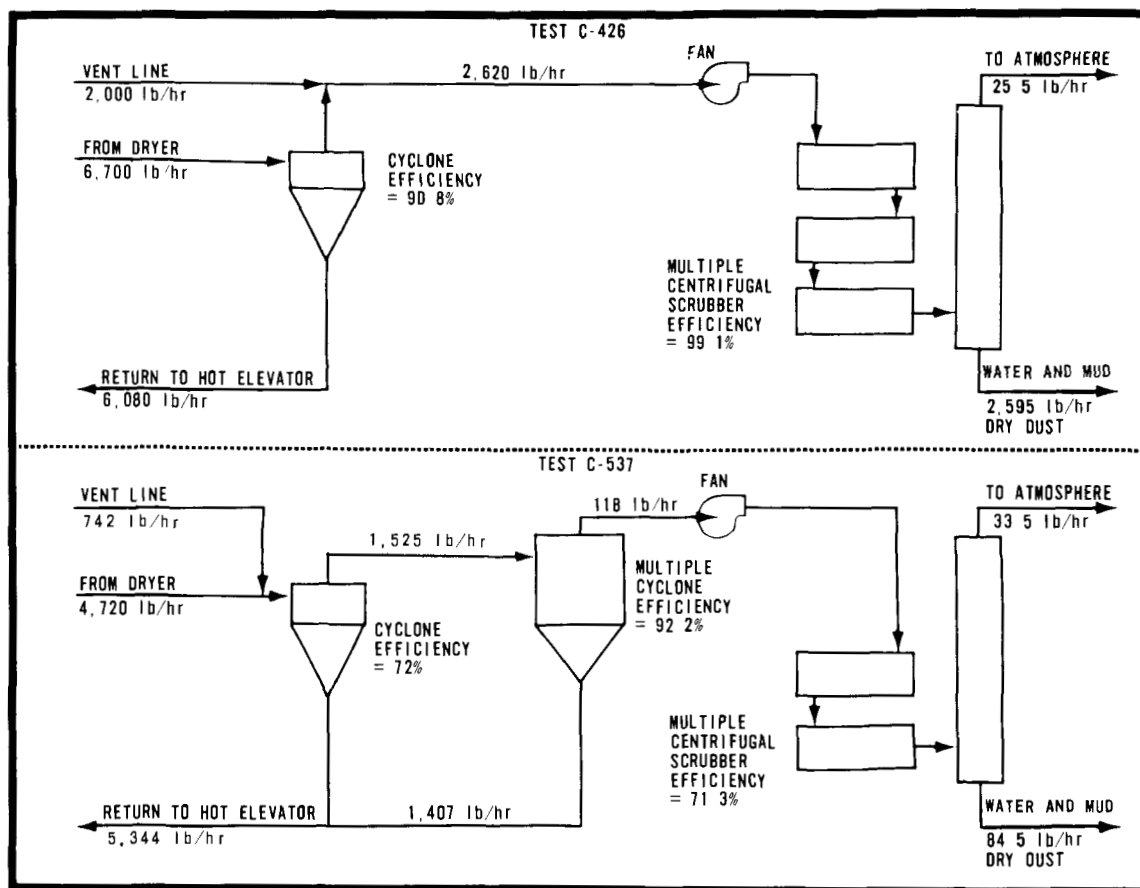 TEST C-426
VENT LINE
2,000 lb/hr
2,620 lb/hr
FAN
TO ATMOSPHERE
25 5 lb/hr
FROM DRYER
6,700 lb/hr
CYCLONE
EFFICIENCY
= 9D 8%
MULTIPLE
CENTRIFUGAL
SCRUBBER
EFFICIENCY
= 99 1%
RETURN TO HOT ELEVATOR
6,080 lb/hr
WATER AND MUD
2,595 lb/hr
DRY DUST
TEST C-537
VENT LINE
742 lb/hr
1,525 lb/hr
11B lb/hr
FAN
TO ATMOSPHERE
33 5 lb/hr
FROM DRYER
4,720 lb/hr
CYCLONE
EFFICIENCY
= 72%
MULTIPLE
CYCLONE
EFFICIENCY
= 92 2%
MULTIPLE
CENTRIFUGAL
SCRUBBER
EFFICIENCY
= 71 3%
RETURN TO HOT ELEVATOR
5,344 lb/hr
1,407 lb/hr
WATER AND MUD
84 5 lb/hr
DRY OUST